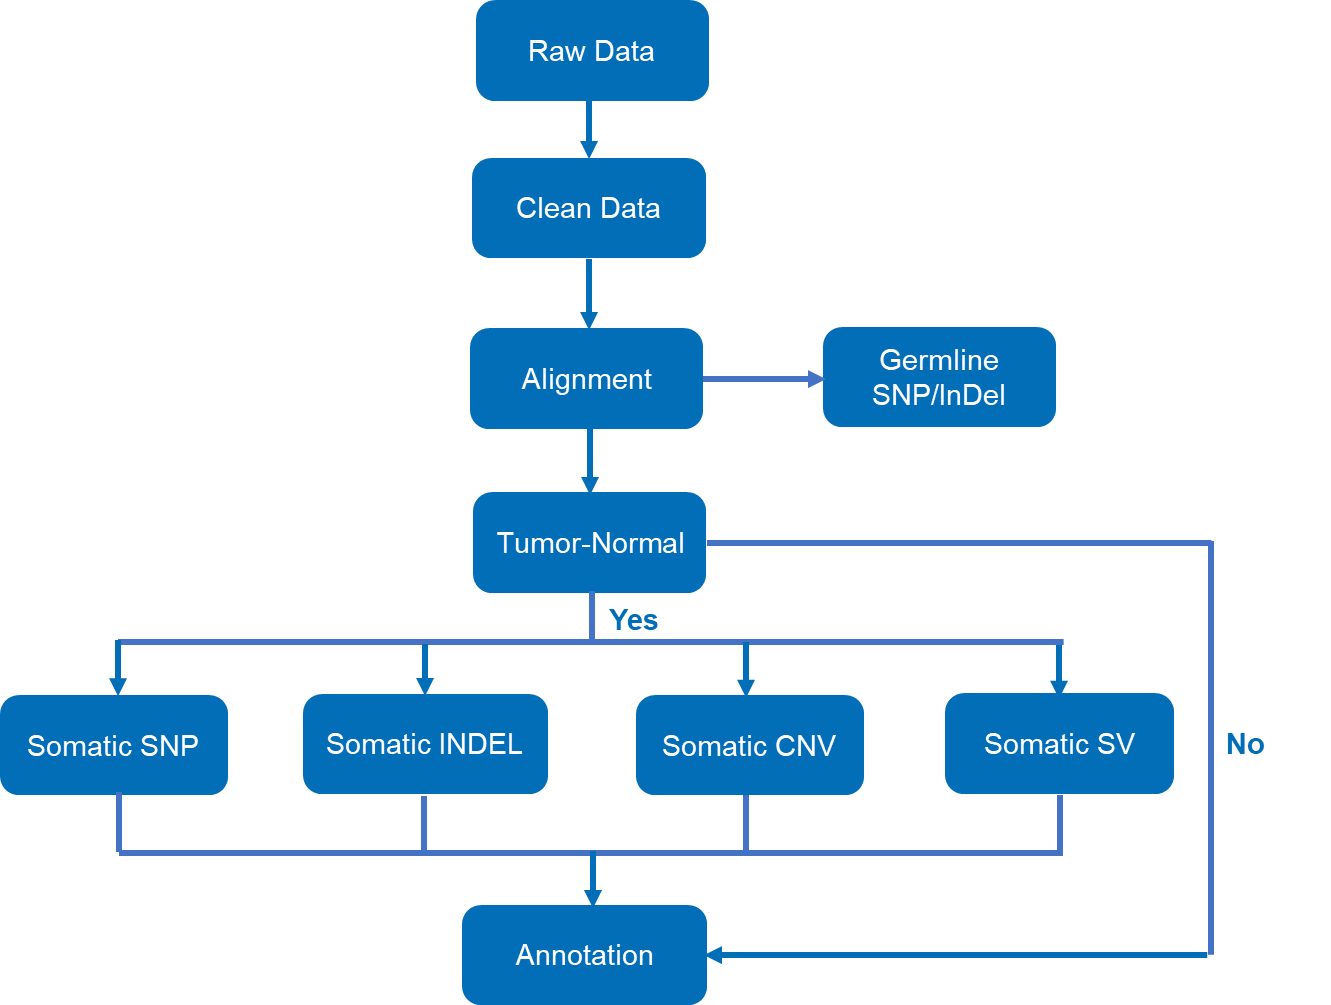 Raw Data
Clean Data
Alignment
Germline
SNP/InDel
Tumor-Normal
Yes
Somatic SNP
Somatic INDEL
Somatic CNV
Somatic SV
No
Annotation